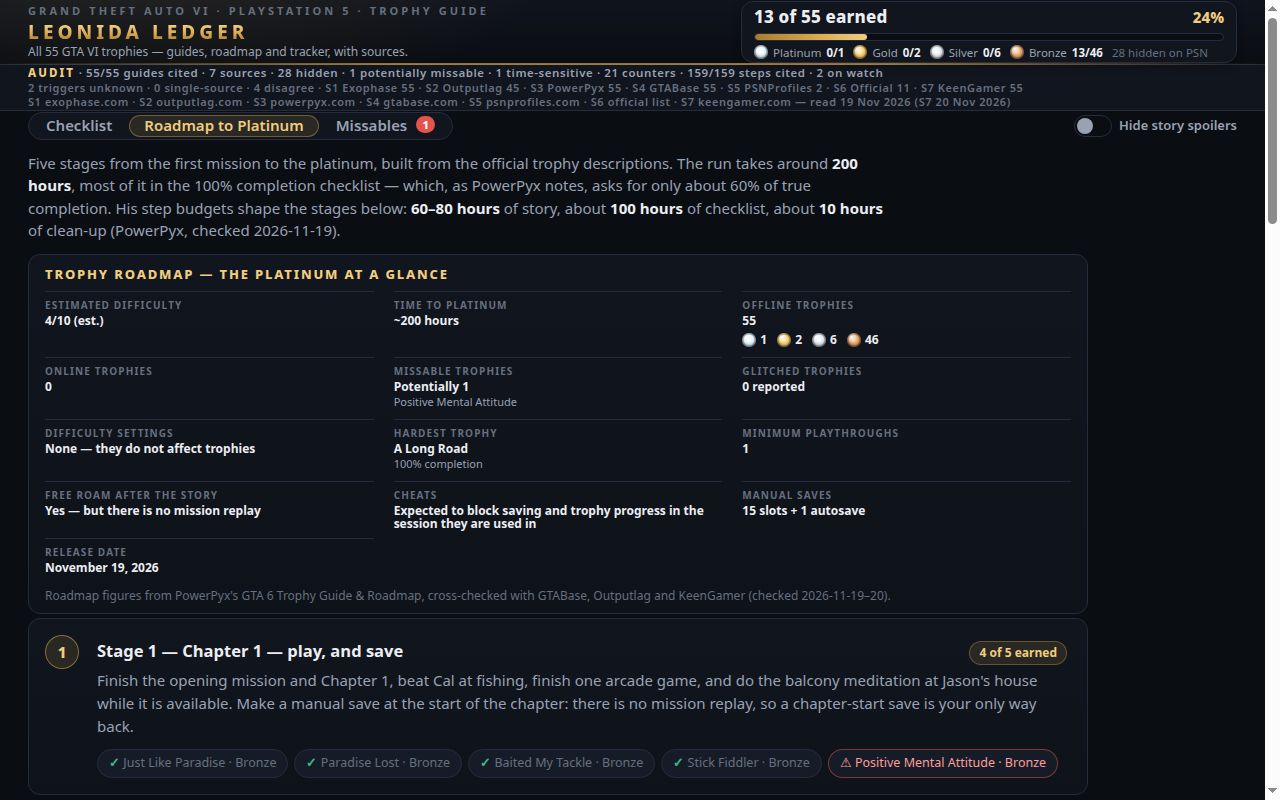 GRAND THEFT AUTO VI · PLAYSTATION 5 · TROPHY GUIDE
LEONIDA LEDGER
All 55 GTA VI trophies — guides, roadmap and tracker, with sources.
13 of 55 earned
24%
Platinum 0/1 Gold 0/2 Silver 0/6 Bronze 13/46 28 hidden on PSN
AUDIT · 55/55 guides cited · 7 sources · 28 hidden · 1 potentially missable · 1 time-sensitive · 21 counters · 159/159 steps cited · 2 on watch
2 triggers unknown · 0 single-source · 4 disagree · S1 Exophase 55 · S2 Outputlag 45 · S3 PowerPyx 55 · S4 GTABase 55 · S5 PSNProfiles 2 · S6 Official 11 · S7 KeenGamer 55
S1 exophase.com · S2 outputlag.com · S3 powerpyx.com · S4 gtabase.com · S5 psnprofiles.com · S6 official list · S7 keengamer.com — read 19 Nov 2026 (S7 20 Nov 2026)
Checklist
Roadmap to Platinum
Missables 1
Hide story spoilers
Five stages from the first mission to the platinum, built from the official trophy descriptions. The run takes around 200
hours, most of it in the 100% completion checklist — which, as PowerPyx notes, asks for only about 60% of true
completion. His step budgets shape the stages below: 60–80 hours of story, about 100 hours of checklist, about 10 hours
of clean-up (PowerPyx, checked 2026-11-19).
TROPHY ROADMAP — THE PLATINUM AT A GLANCE
ESTIMATED DIFFICULTY
4/10 (est.)
TIME TO PLATINUM
~200 hours
OFFLINE TROPHIES
55
1 2 6 46
ONLINE TROPHIES
0
MISSABLE TROPHIES
Potentially 1
Positive Mental Attitude
GLITCHED TROPHIES
0 reported
DIFFICULTY SETTINGS
None — they do not affect trophies
HARDEST TROPHY
A Long Road
100% completion
MINIMUM PLAYTHROUGHS
1
FREE ROAM AFTER THE STORY
Yes — but there is no mission replay
CHEATS
Expected to block saving and trophy progress in the
session they are used in
MANUAL SAVES
15 slots + 1 autosave
RELEASE DATE
November 19, 2026
Roadmap figures from PowerPyx's GTA 6 Trophy Guide & Roadmap, cross-checked with GTABase, Outputlag and KeenGamer (checked 2026-11-19–20).
1
Stage 1 — Chapter 1 — play, and save
4 of 5 earned
Finish the opening mission and Chapter 1, beat Cal at fishing, finish one arcade game, and do the balcony meditation at Jason's house
while it is available. Make a manual save at the start of the chapter: there is no mission replay, so a chapter-start save is your only way
back.
✓ Just Like Paradise · Bronze
✓ Paradise Lost · Bronze
✓ Baited My Tackle · Bronze
✓ Stick Fiddler · Bronze
⚠ Positive Mental Attitude · Bronze